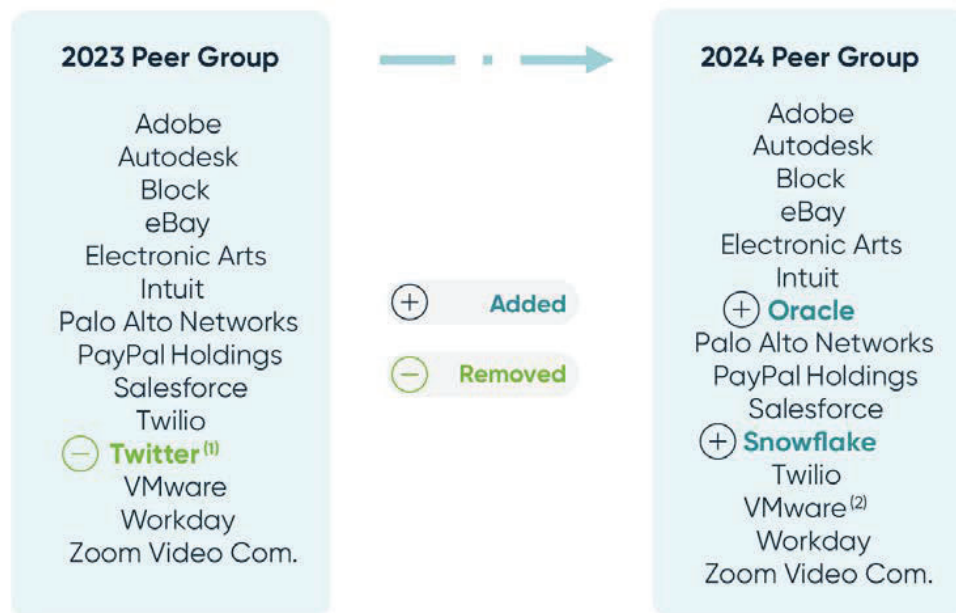 2023 Peer Group
Adobe
Autodesk
Block
eBay
Electronic Arts
Intuit
Palo Alto Networks
PayPal Holdings
Salesforce
Twilio
Twitter (1)
VMware
Workday
Zoom Video Com.
Added
Removed
2024 Peer Group
Adobe
Autodesk
Block
eBay
Electronic Arts
Intuit
Oracle
Palo Alto Networks
PayPal Holdings
Salesforce
Snowflake
Twilio
VMware (2)
Workday
Zoom Video Com.